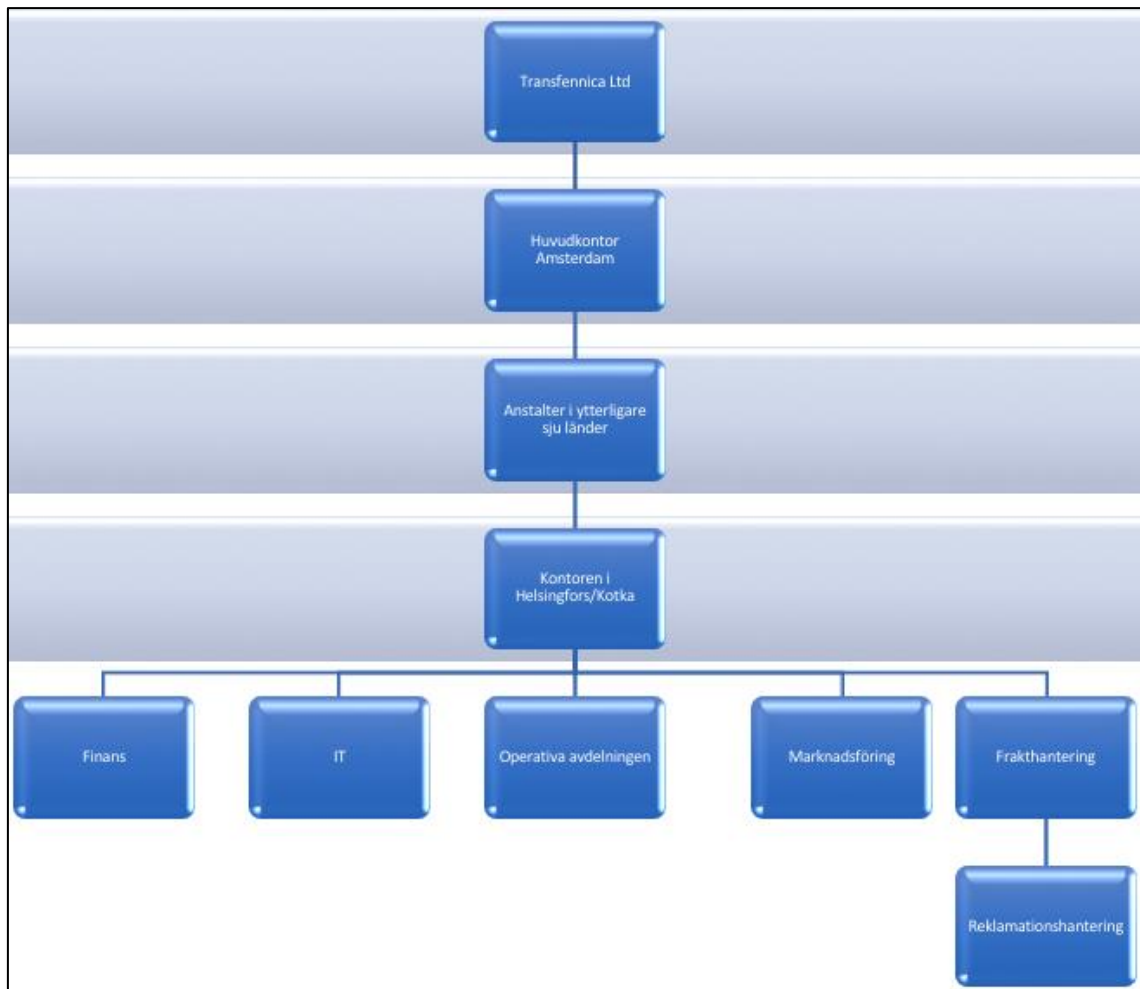 Transfennica Ltd
Huvudkontor
Amsterdam
Anstalter i ytterligare
sju länder
Kontoren i
Helsingfors/Kotka
Finans
IT
Operativa avdelningen
Marknadsföring
Frakthantering
Reklamationshantering